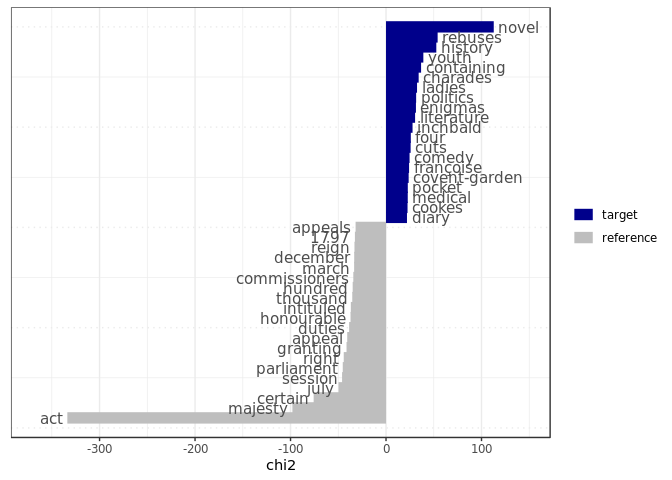 novel
rebuses
history
youth
containing
charades
ladies
politics
enigmas
literature
inchbald
four
cuts
comedy
françoise
covent-garden
pocket
medical
cookes
diary
appeals
1797
reign
december
march
commissioners
hundred
thousand
intituled
honourable
duties
appeal
granting
right
parliament
session
july
certain
majesty
act
target
reference
-300 -200 -100 0 100
chi2